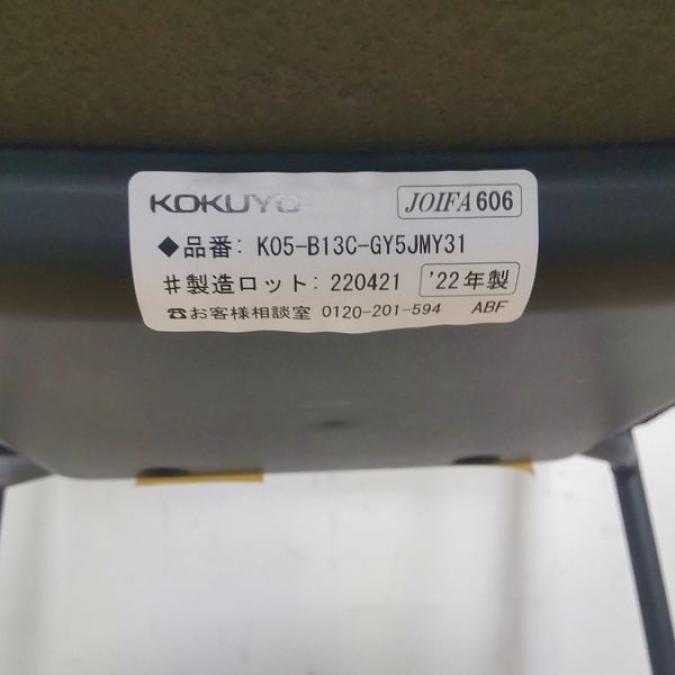 KOKUYO JOIFA 606
◆品番: K05-B13C-GY5JMY31
#製造ロット: 220421 '22年製
☎お客様相談室 0120-201-594 ABF